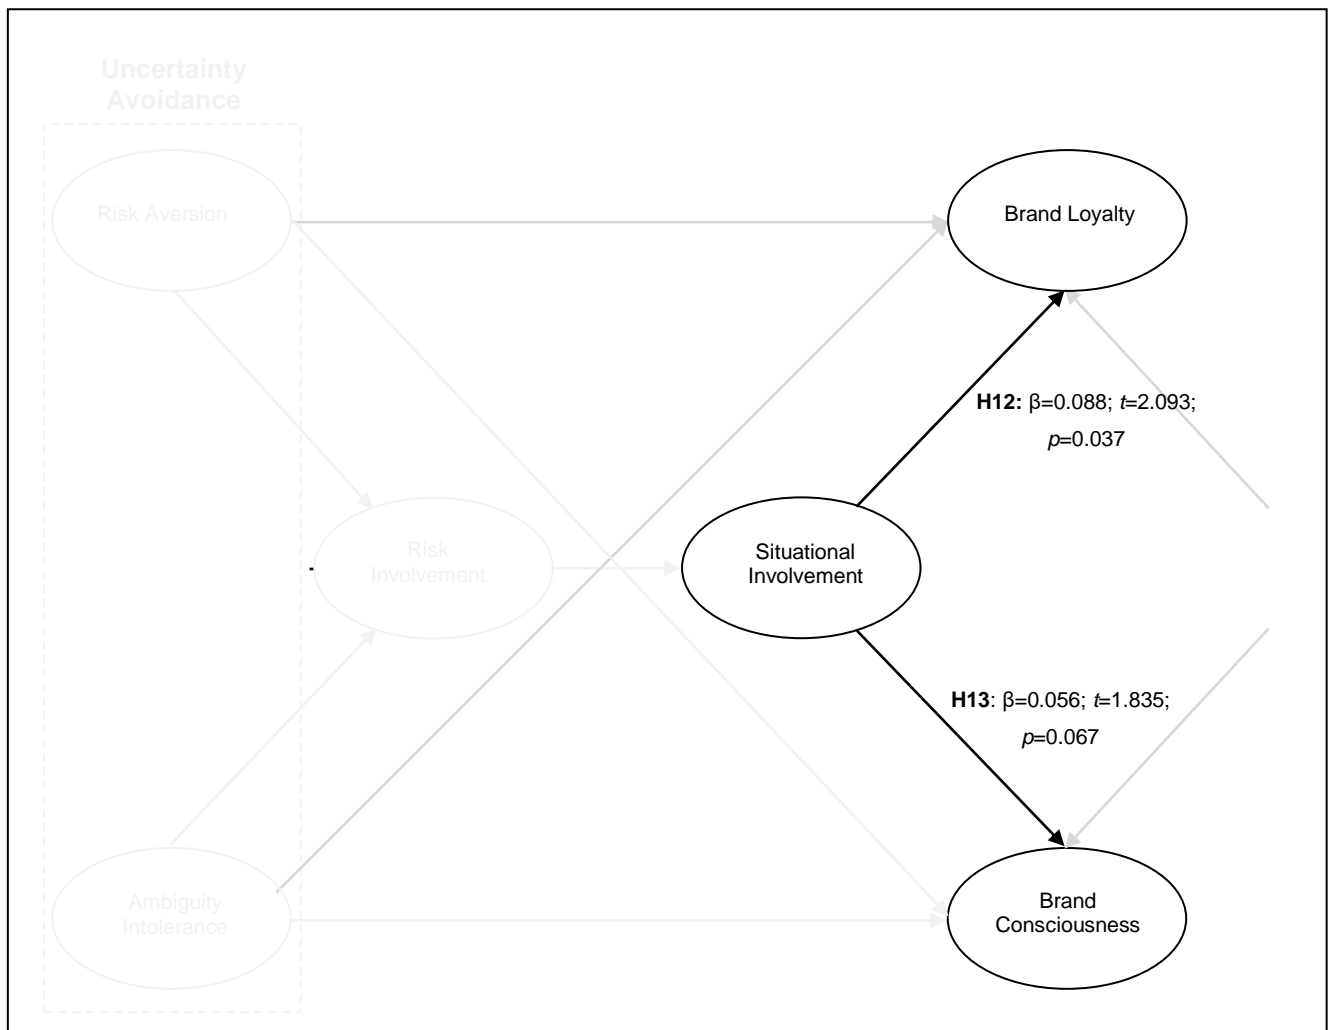 Uncertainty
Avoidance
Risk Aversion
Brand Loyalty
H12: β=0.088; t=2.093;
p=0.037
Risk
Involvement
Situational
Involvement
H13: β=0.056; t=1.835;
p=0.067
Ambiguity
Intolerance
Brand
Consciousness